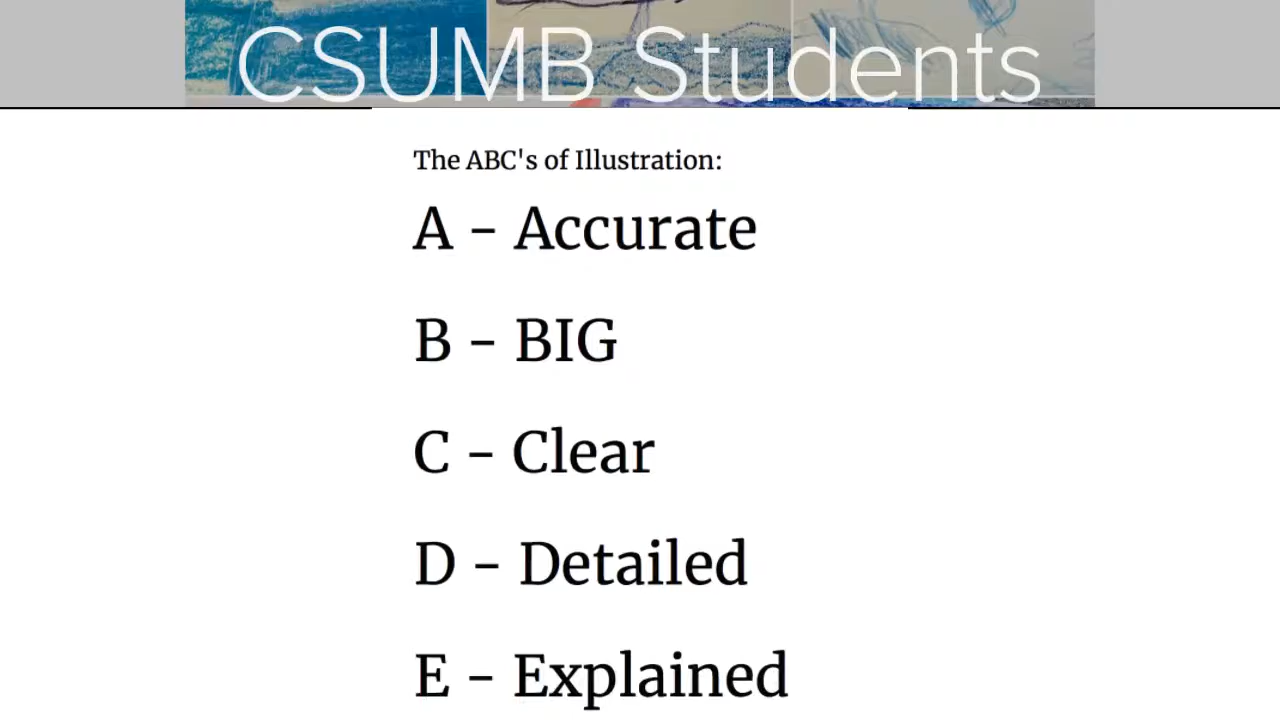 CSUMB Students
The ABC's of Illustration:
A - Accurate
B - BIG
C - Clear
D - Detailed
E - Explained